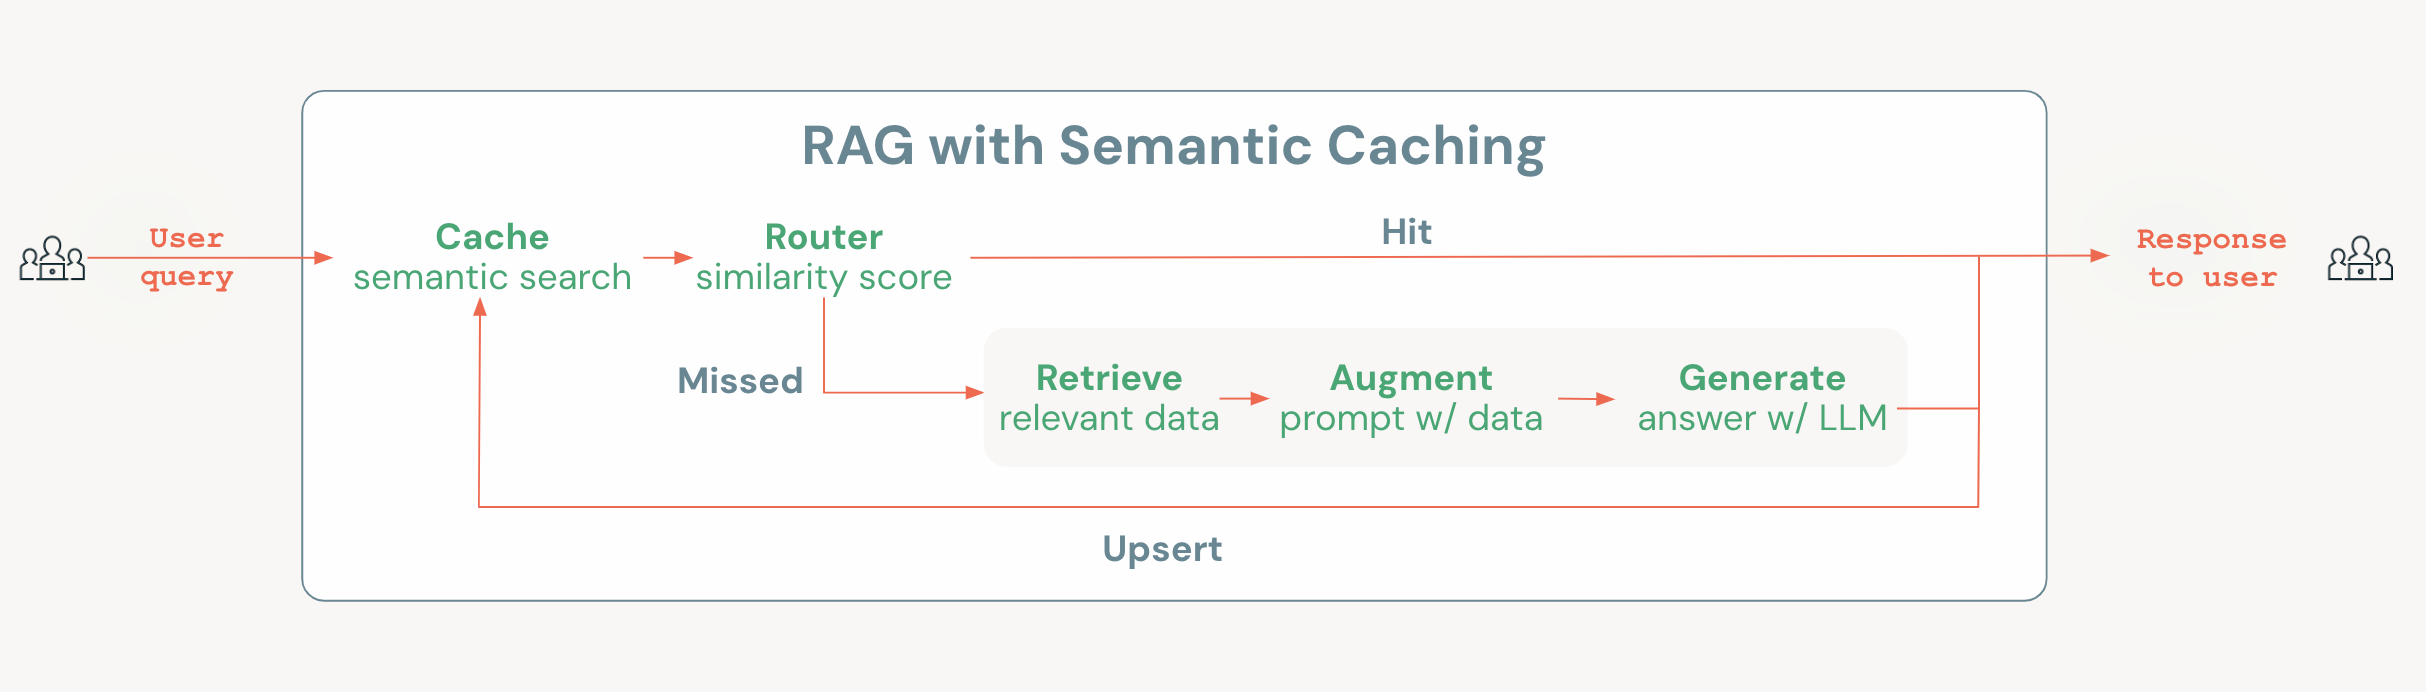 RAG with Semantic Caching
User
query
Cache
semantic search
Router
similarity score
Hit
Response
to user
Missed
Retrieve
relevant data
Augment
prompt w/ data
Generate
answer w/ LLM
Upsert